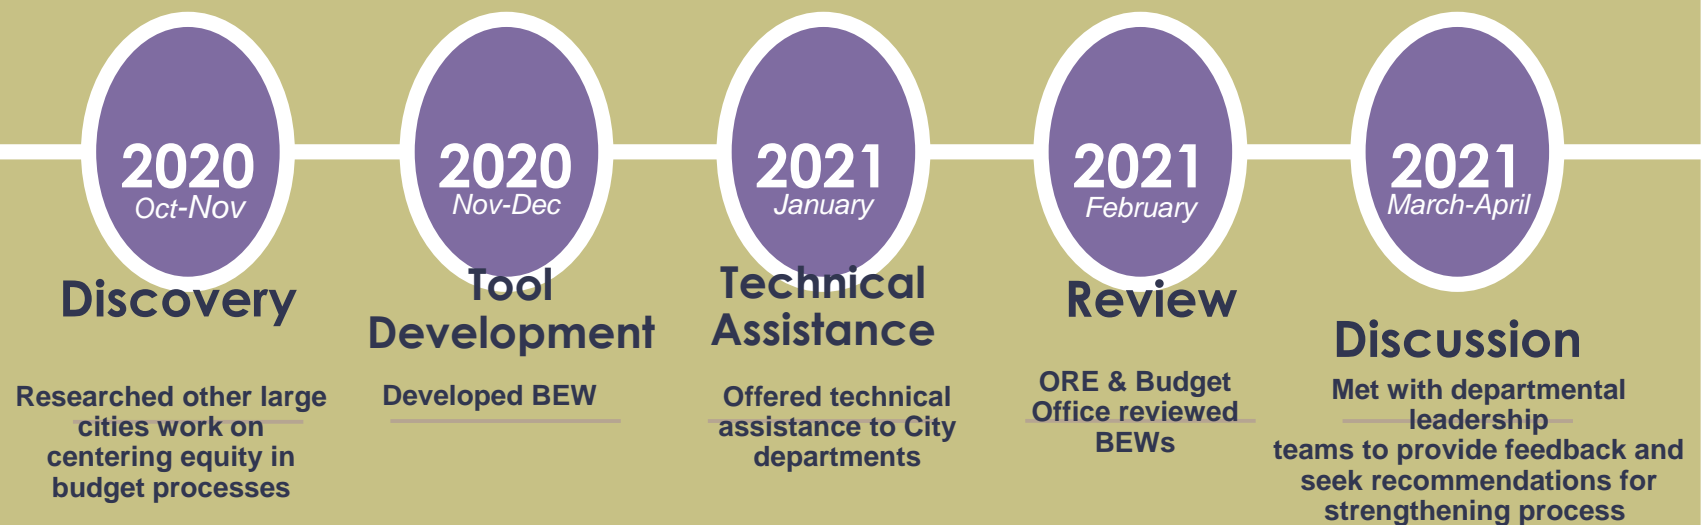 2020
Oct-Nov
Discovery
Researched other large
cities work on
centering equity in
budget processes
2020
Nov-Dec
Tool
Development
Developed BEW
2021
January
Technical
Assistance
Offered technical
assistance to City
departments
2021
February
Review
ORE & Budget
Office reviewed
BEWs
2021
March-April
Discussion
Met with departmental
leadership
teams to provide feedback and
seek recommendations for
strengthening process